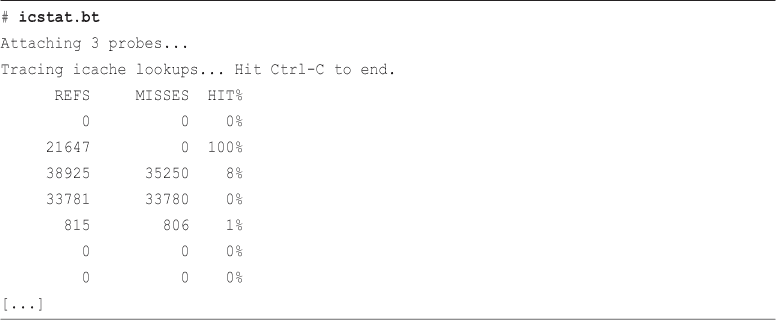 # icstat.bt
Attaching 3 probes...
Tracing icache lookups... Hit Ctrl-C to end.
      REFS     MISSES  HIT%
         0          0    0%
     21647          0  100%
     38925      35250    8%
     33781      33780    0%
       815        806    1%
         0          0    0%
         0          0    0%
[...]